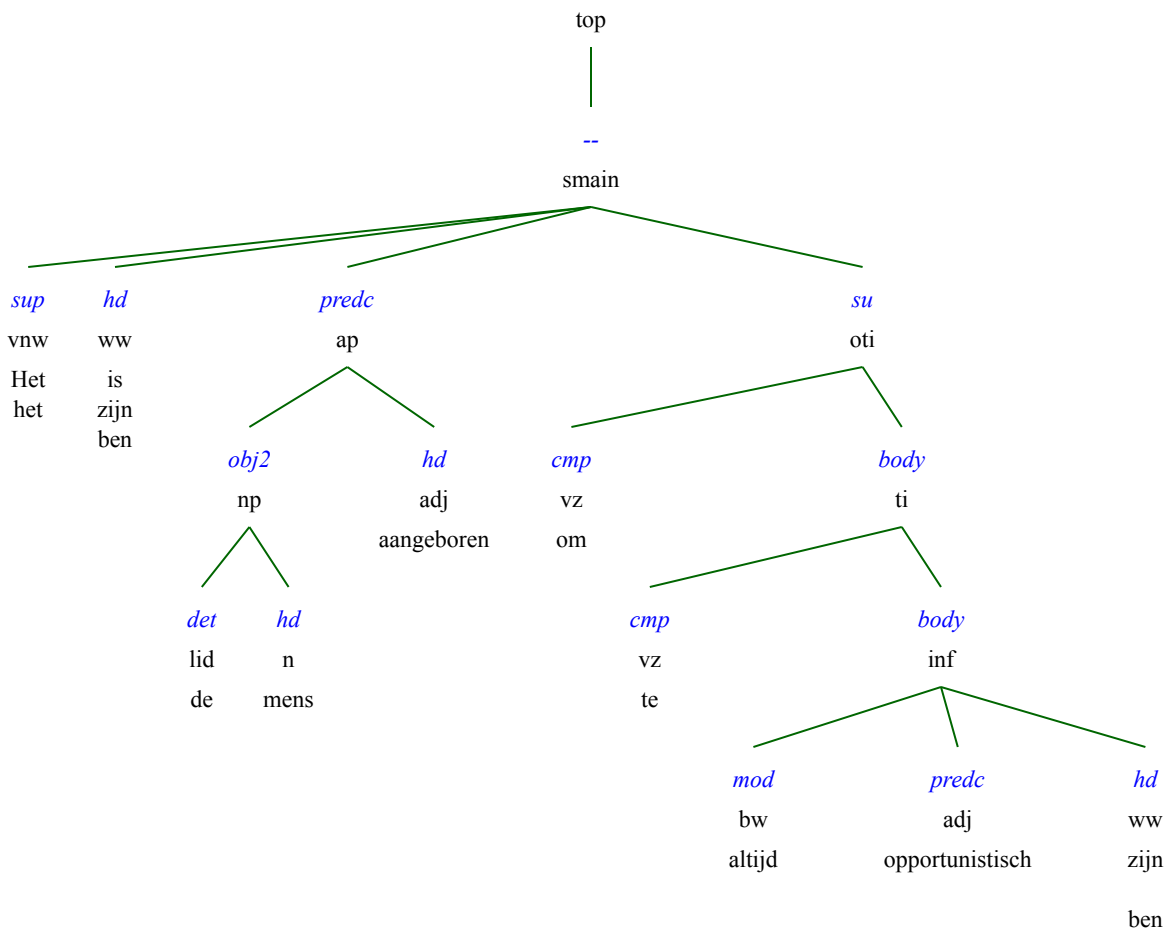 top
--
smain
sup hd predc su
vnw ww ap oti
Het is
het zijn
ben
obj2 hd cmp body
np adj vz ti
aangeboren om
det hd cmp body
lid n vz inf
de mens te
mod predc hd
bw adj ww
altijd opportunistisch zijn
ben